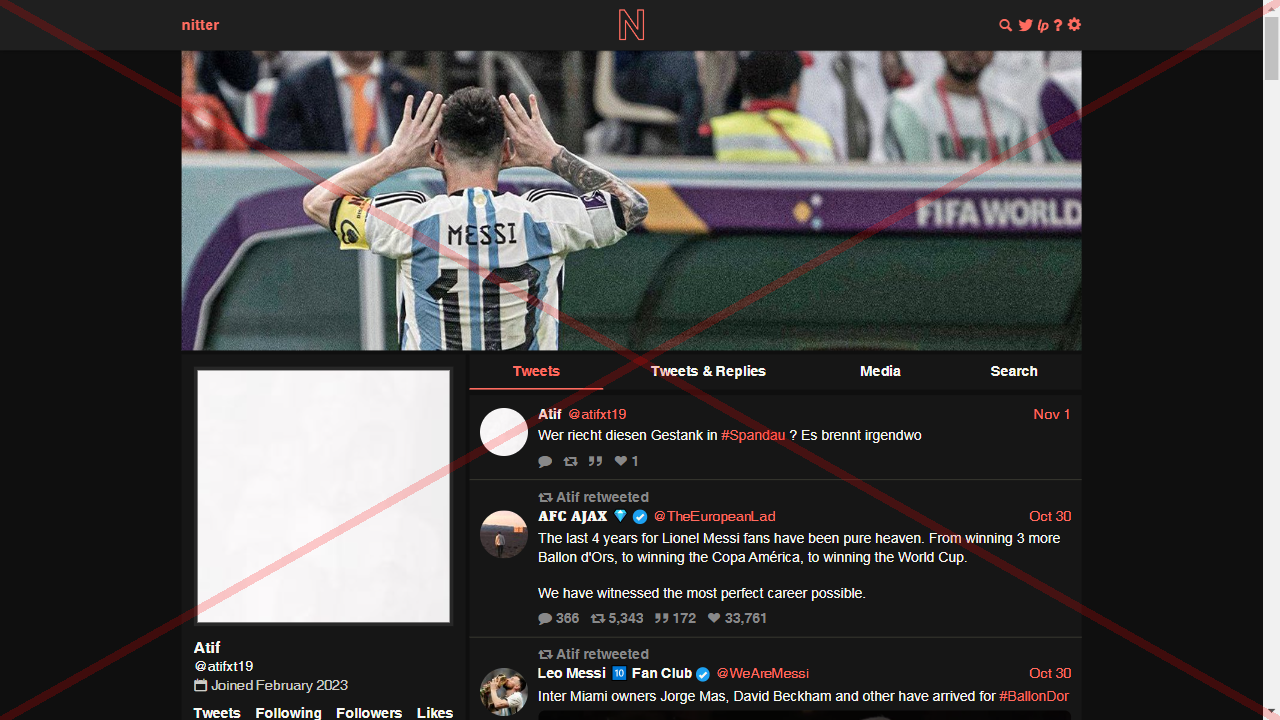 nitter
N
lp ?
MESSI
10
FIFA WORLD
Tweets
Tweets & Replies
Media
Search
Atif @atifxt19 Nov 1
Wer riecht diesen Gestank in #Spandau ? Es brennt irgendwo
1
Atif retweeted
AFC AJAX 💎 @TheEuropeanLad Oct 30
The last 4 years for Lionel Messi fans have been pure heaven. From winning 3 more
Ballon d'Ors, to winning the Copa América, to winning the World Cup.
We have witnessed the most perfect career possible.
366 5,343 172 33,761
Atif retweeted
Leo Messi 🔟 Fan Club @WeAreMessi Oct 30
Inter Miami owners Jorge Mas, David Beckham and other have arrived for #BallonDor
Atif
@atifxt19
Joined February 2023
Tweets Following Followers Likes